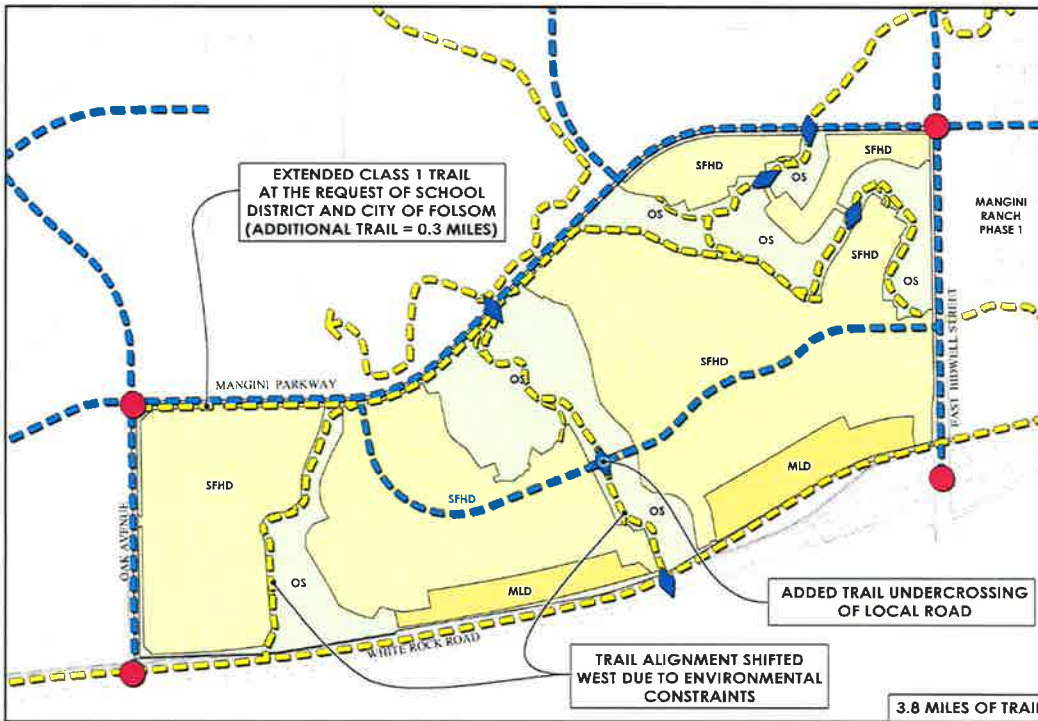 EXTENDED CLASS 1 TRAIL
AT THE REQUEST OF SCHOOL
DISTRICT AND CITY OF FOLSOM
(ADDITIONAL TRAIL = 0.3 MILES)
SFHD
SFHD
OS
OS
OS
OS
SFHD
MANGINI
RANCH
PHASE 1
EAST BIDWELL STREET
SFHD
OS
MANGINI PARKWAY
SFHD
SFHD
MLD
OAK AVENUE
OS
OS
MLD
WHITE ROCK ROAD
ADDED TRAIL UNDERCROSSING
OF LOCAL ROAD
TRAIL ALIGNMENT SHIFTED
WEST DUE TO ENVIRONMENTAL
CONSTRAINTS
3.8 MILES OF TRAIL